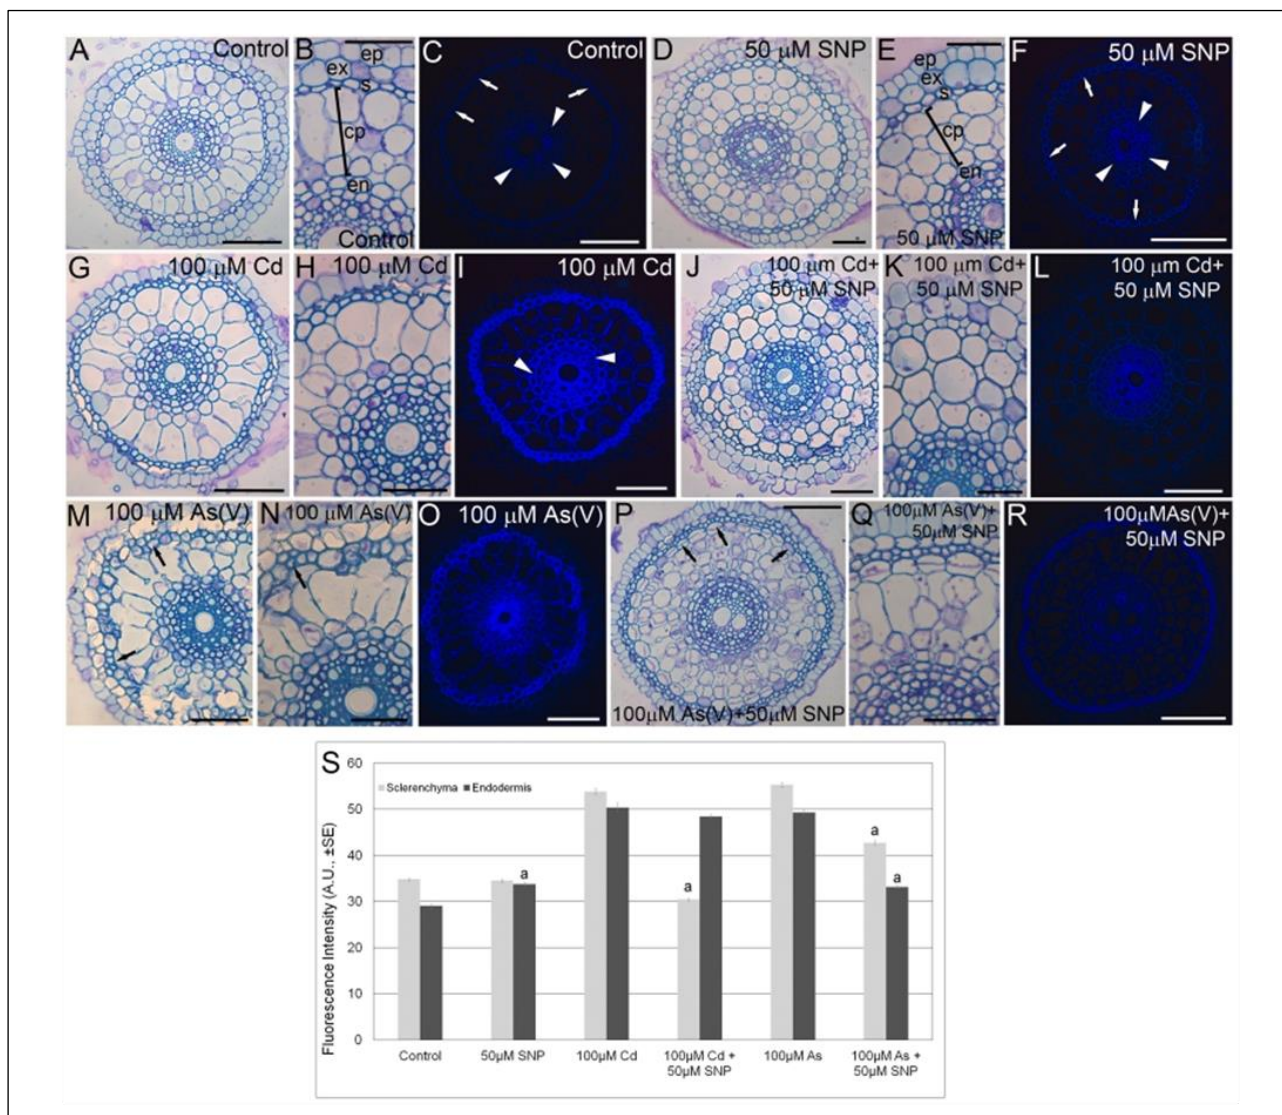 A
Control
B
ep
ex
s
cp
en
Control
C
Control
D
50 µM SNP
E
ep
ex
s
cp
en
50 µM SNP
F
50 µM SNP
G
100 µM Cd
H
100 µM Cd
I
100 µM Cd
J
100 µm Cd+
50 µM SNP
K
100 µm Cd+
50 µM SNP
L
100 µm Cd+
50 µM SNP
M
100 µM As(V)
N
100 µM As(V)
O
100 µM As(V)
P
100µM As(V)+50µM SNP
Q
100µM As(V)+
50µM SNP
R
100µMAs(V)+
50µM SNP
S
Fluorescence Intensity (A.U., ±SE)
60
50
40
30
20
10
0
Sclerenchyma
Endodermis
a
a
a
a
Control
50µM SNP
100µM Cd
100µM Cd +
50µM SNP
100µM As
100µM As +
50µM SNP